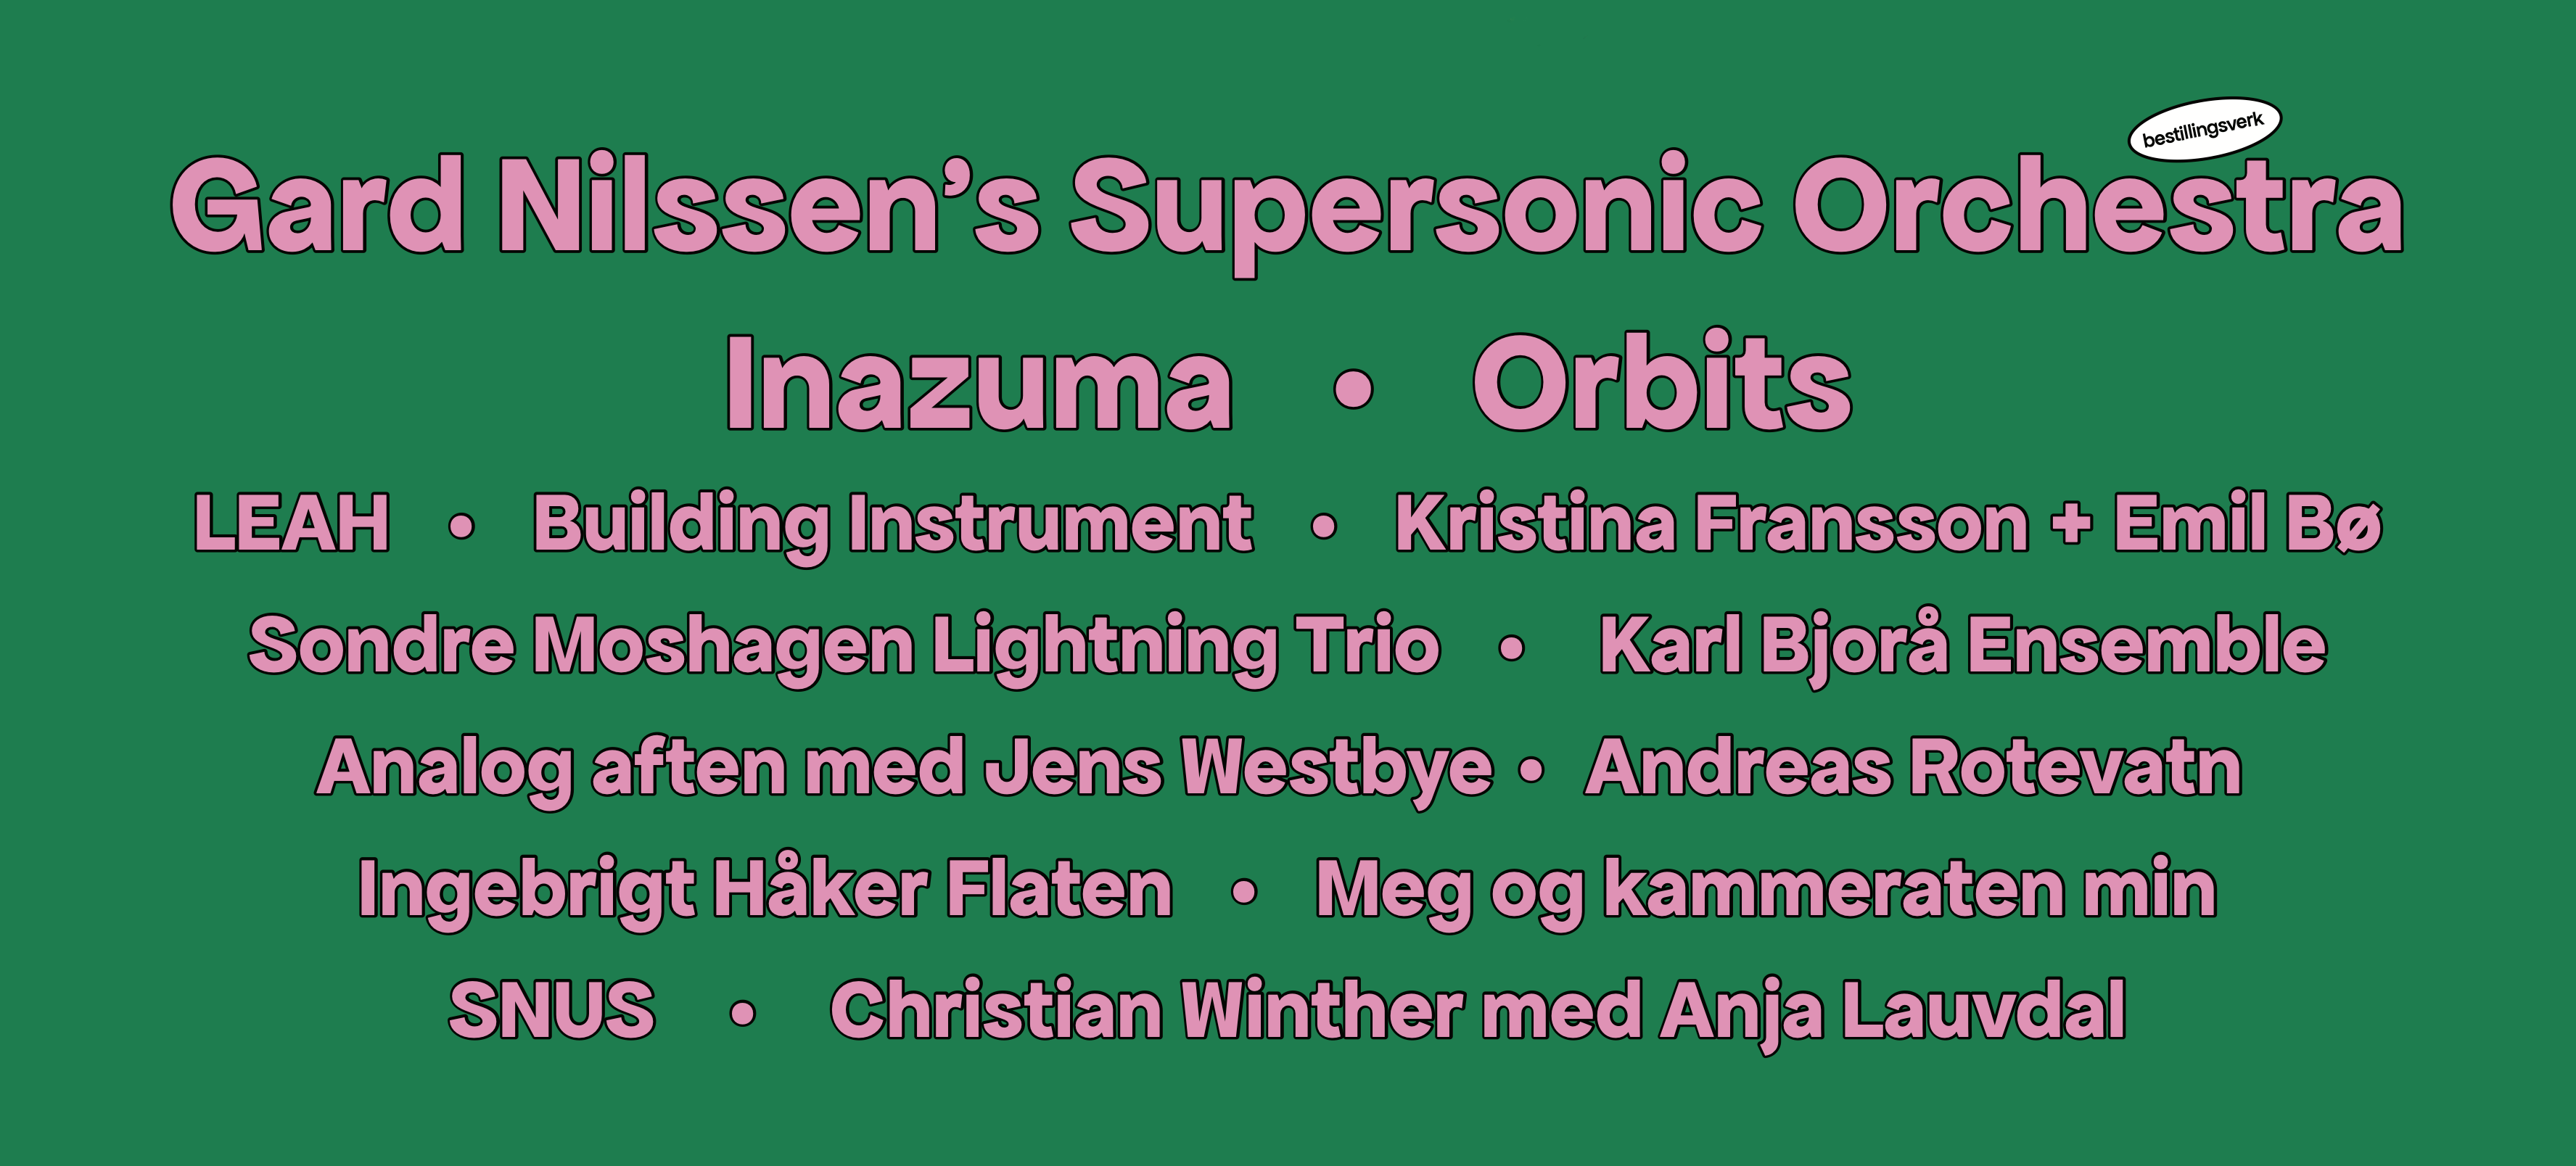 bestillingsverk
Gard Nilssen’s Supersonic Orchestra
Inazuma • Orbits
LEAH • Building Instrument • Kristina Fransson + Emil Bø
Sondre Moshagen Lightning Trio • Karl Bjorå Ensemble
Analog aften med Jens Westbye • Andreas Rotevatn
Ingebrigt Håker Flaten • Meg og kammeraten min
SNUS • Christian Winther med Anja Lauvdal